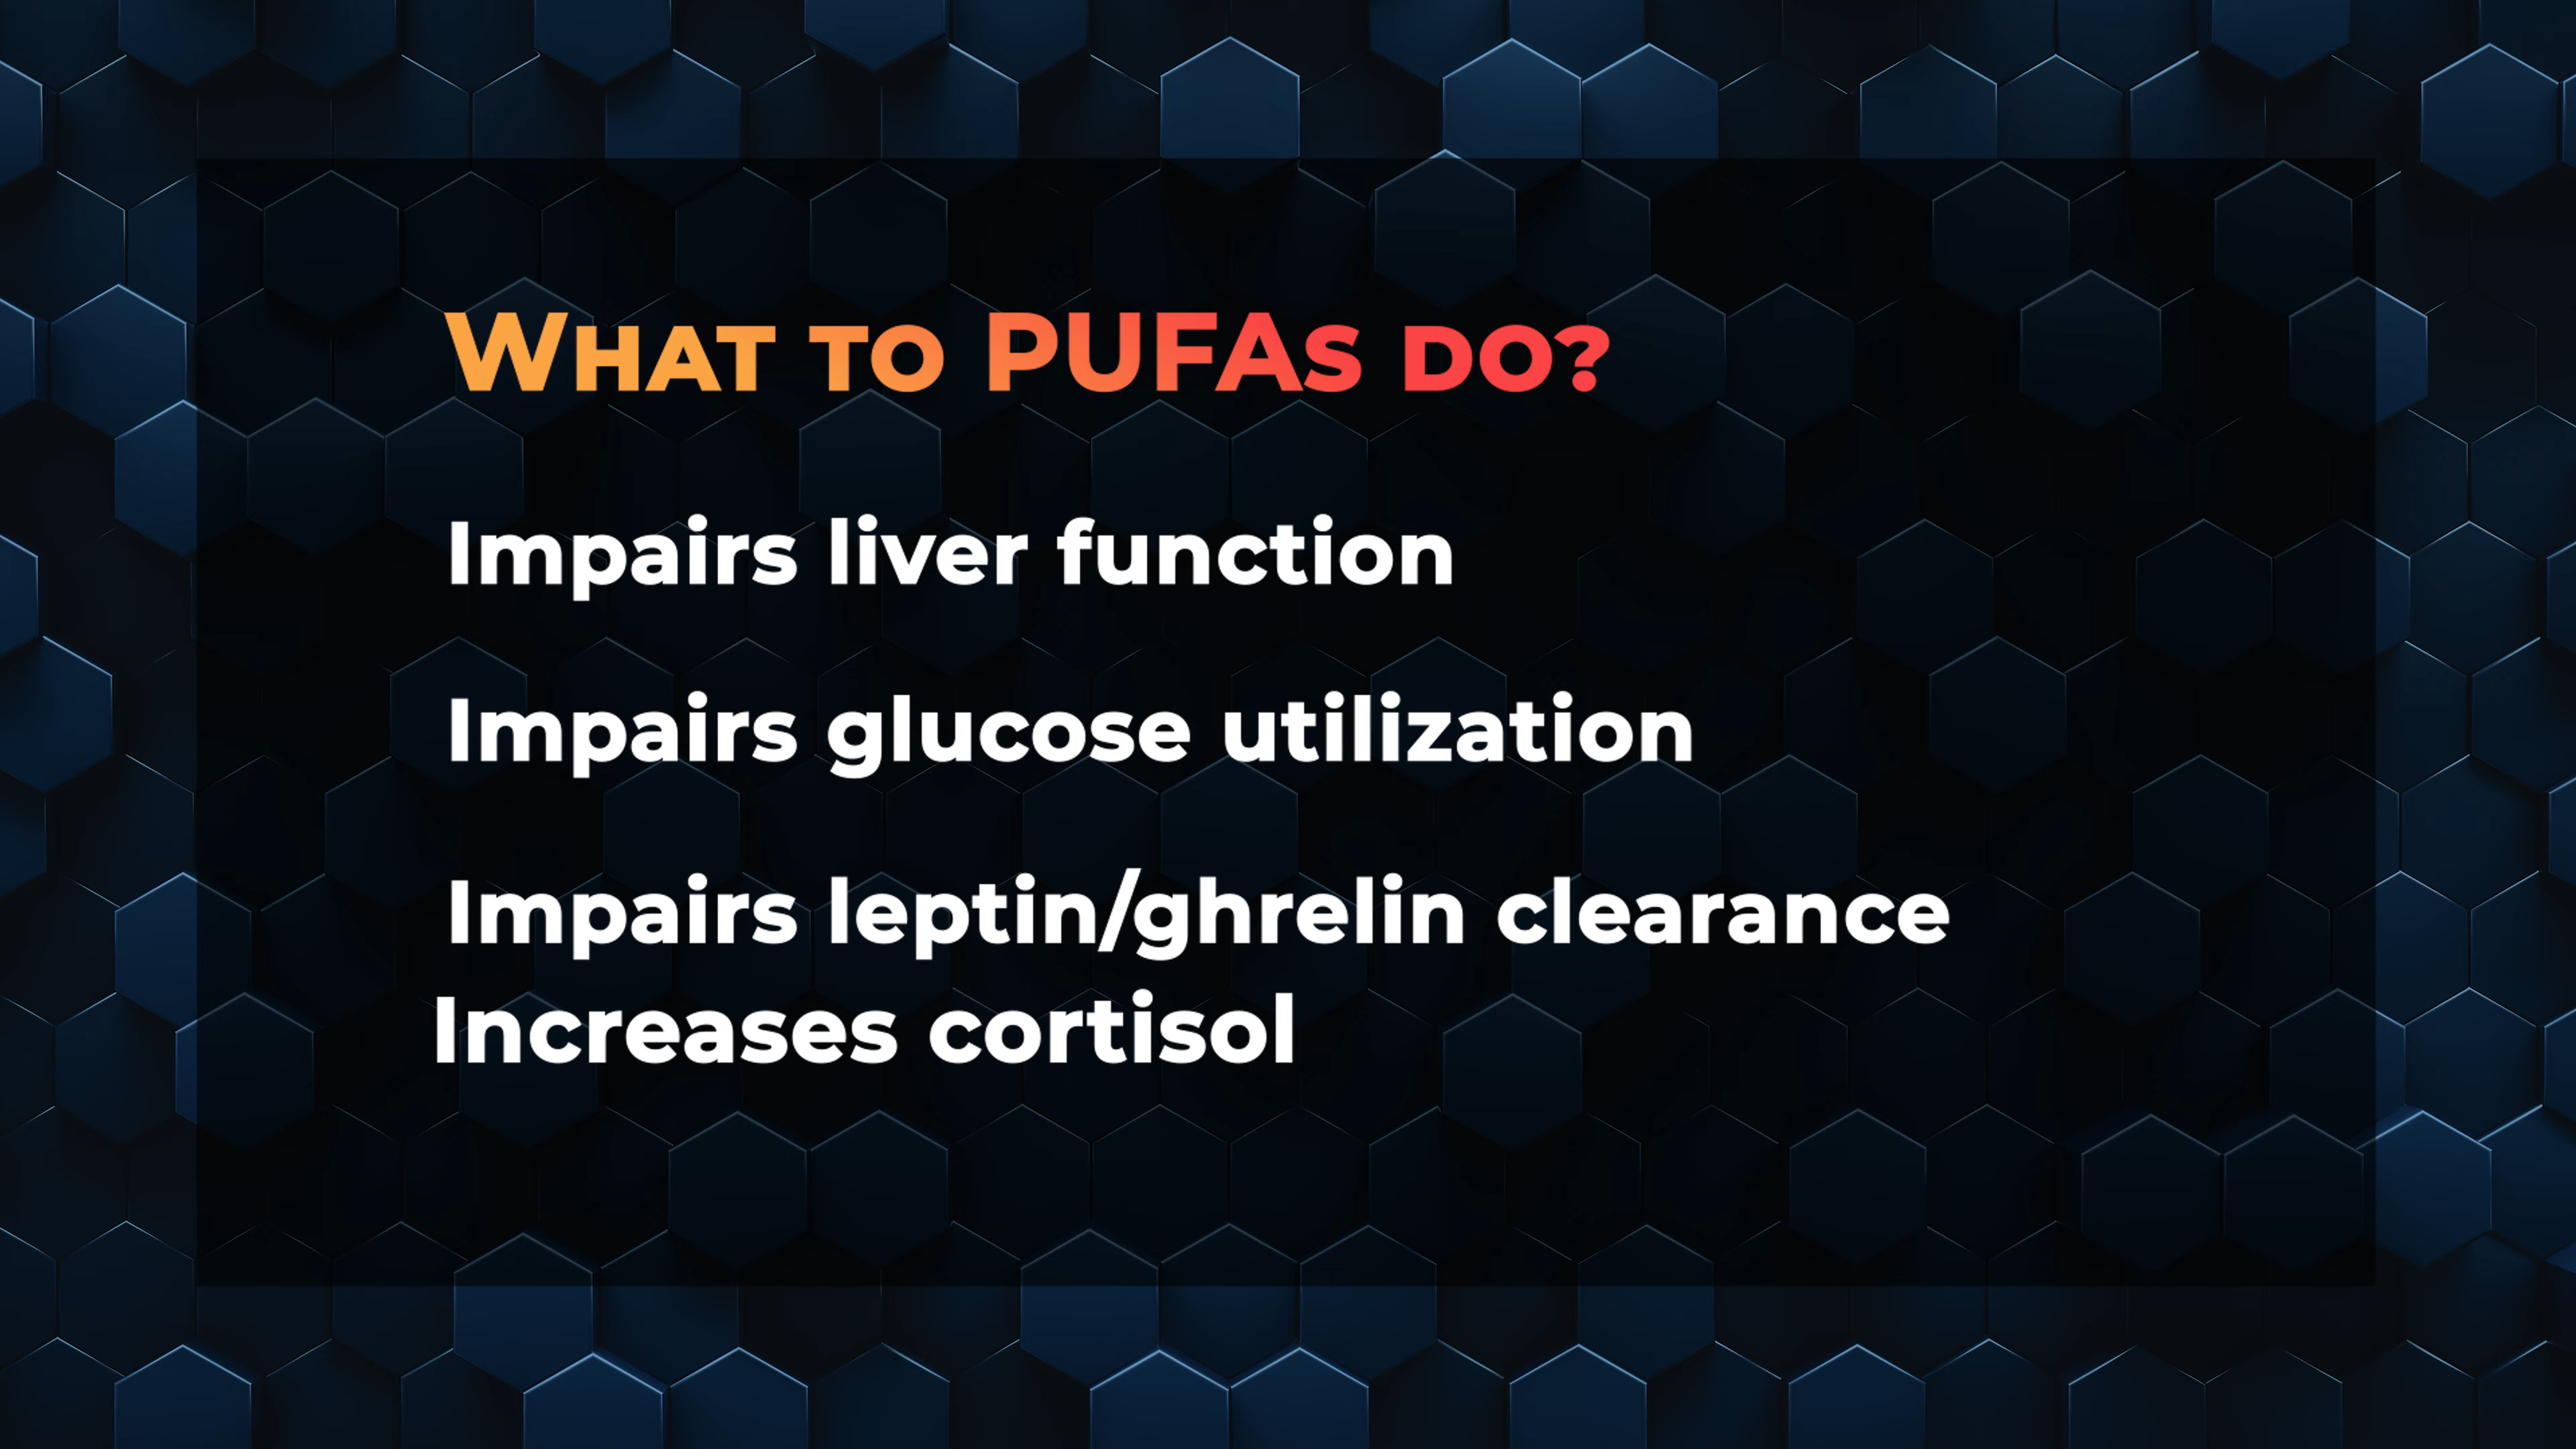 What to PUFAs do?
Impairs liver function
Impairs glucose utilization
Impairs leptin/ghrelin clearance
Increases cortisol